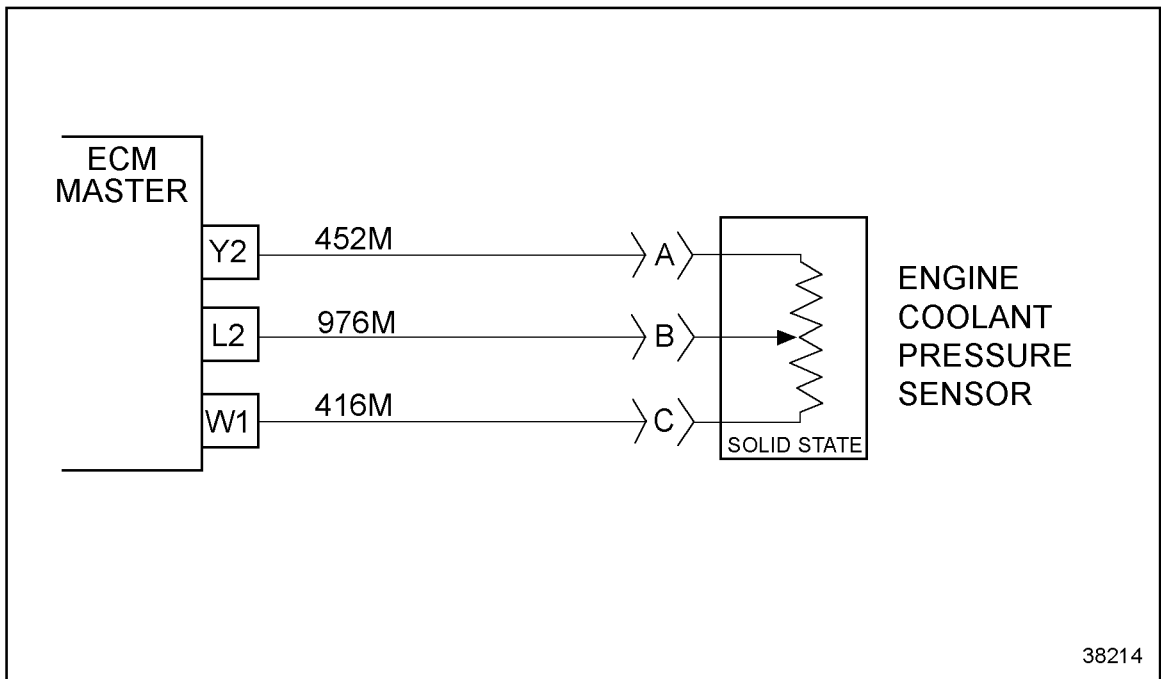 ECM
MASTER
Y2
452M
A
L2
976M
B
W1
416M
C
SOLID STATE
ENGINE
COOLANT
PRESSURE
SENSOR
38214